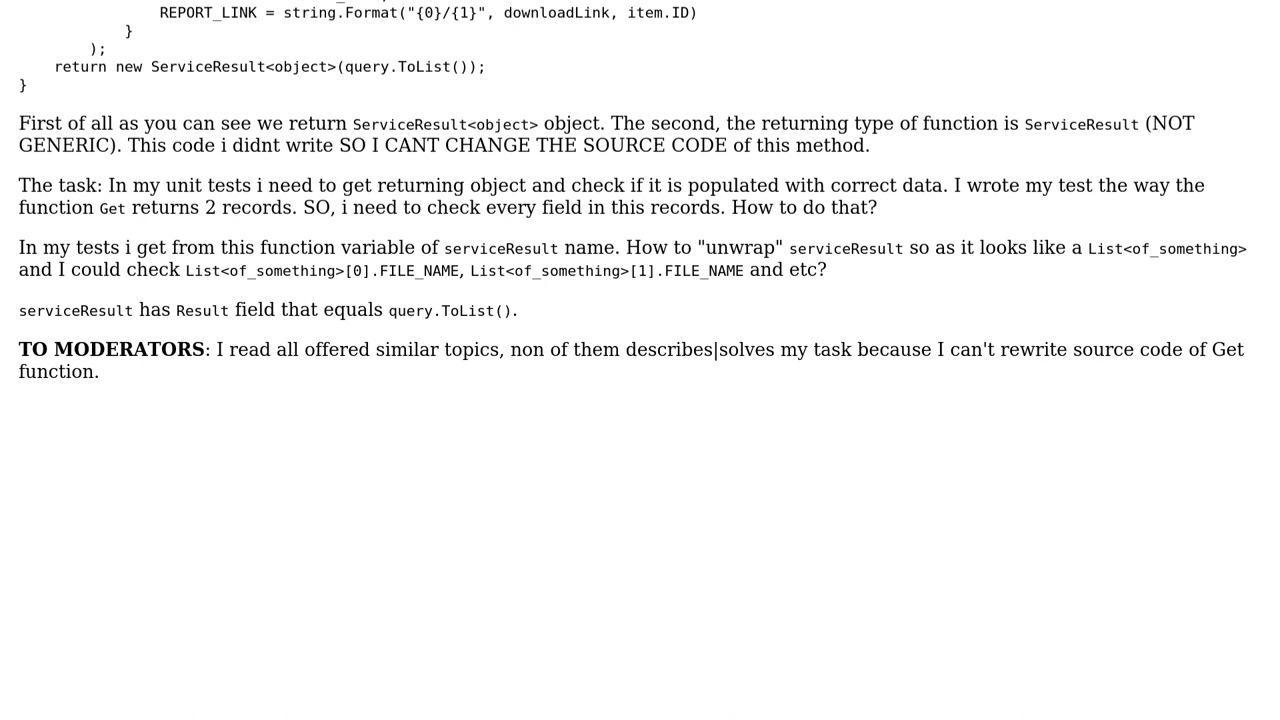 REPORT_LINK = string.Format("{0}/{1}", downloadLink, item.ID)
}
);
return new ServiceResult<object>(query.ToList());
}
First of all as you can see we return ServiceResult<object> object. The second, the returning type of function is ServiceResult (NOT
GENERIC). This code i didnt write SO I CANT CHANGE THE SOURCE CODE of this method.
The task: In my unit tests i need to get returning object and check if it is populated with correct data. I wrote my test the way the
function Get returns 2 records. SO, i need to check every field in this records. How to do that?
In my tests i get from this function variable of serviceResult name. How to "unwrap" serviceResult so as it looks like a List<of_something>
and I could check List<of_something>[0].FILE_NAME, List<of_something>[1].FILE_NAME and etc?
serviceResult has Result field that equals query.ToList().
TO MODERATORS: I read all offered similar topics, non of them describes|solves my task because I can't rewrite source code of Get
function.